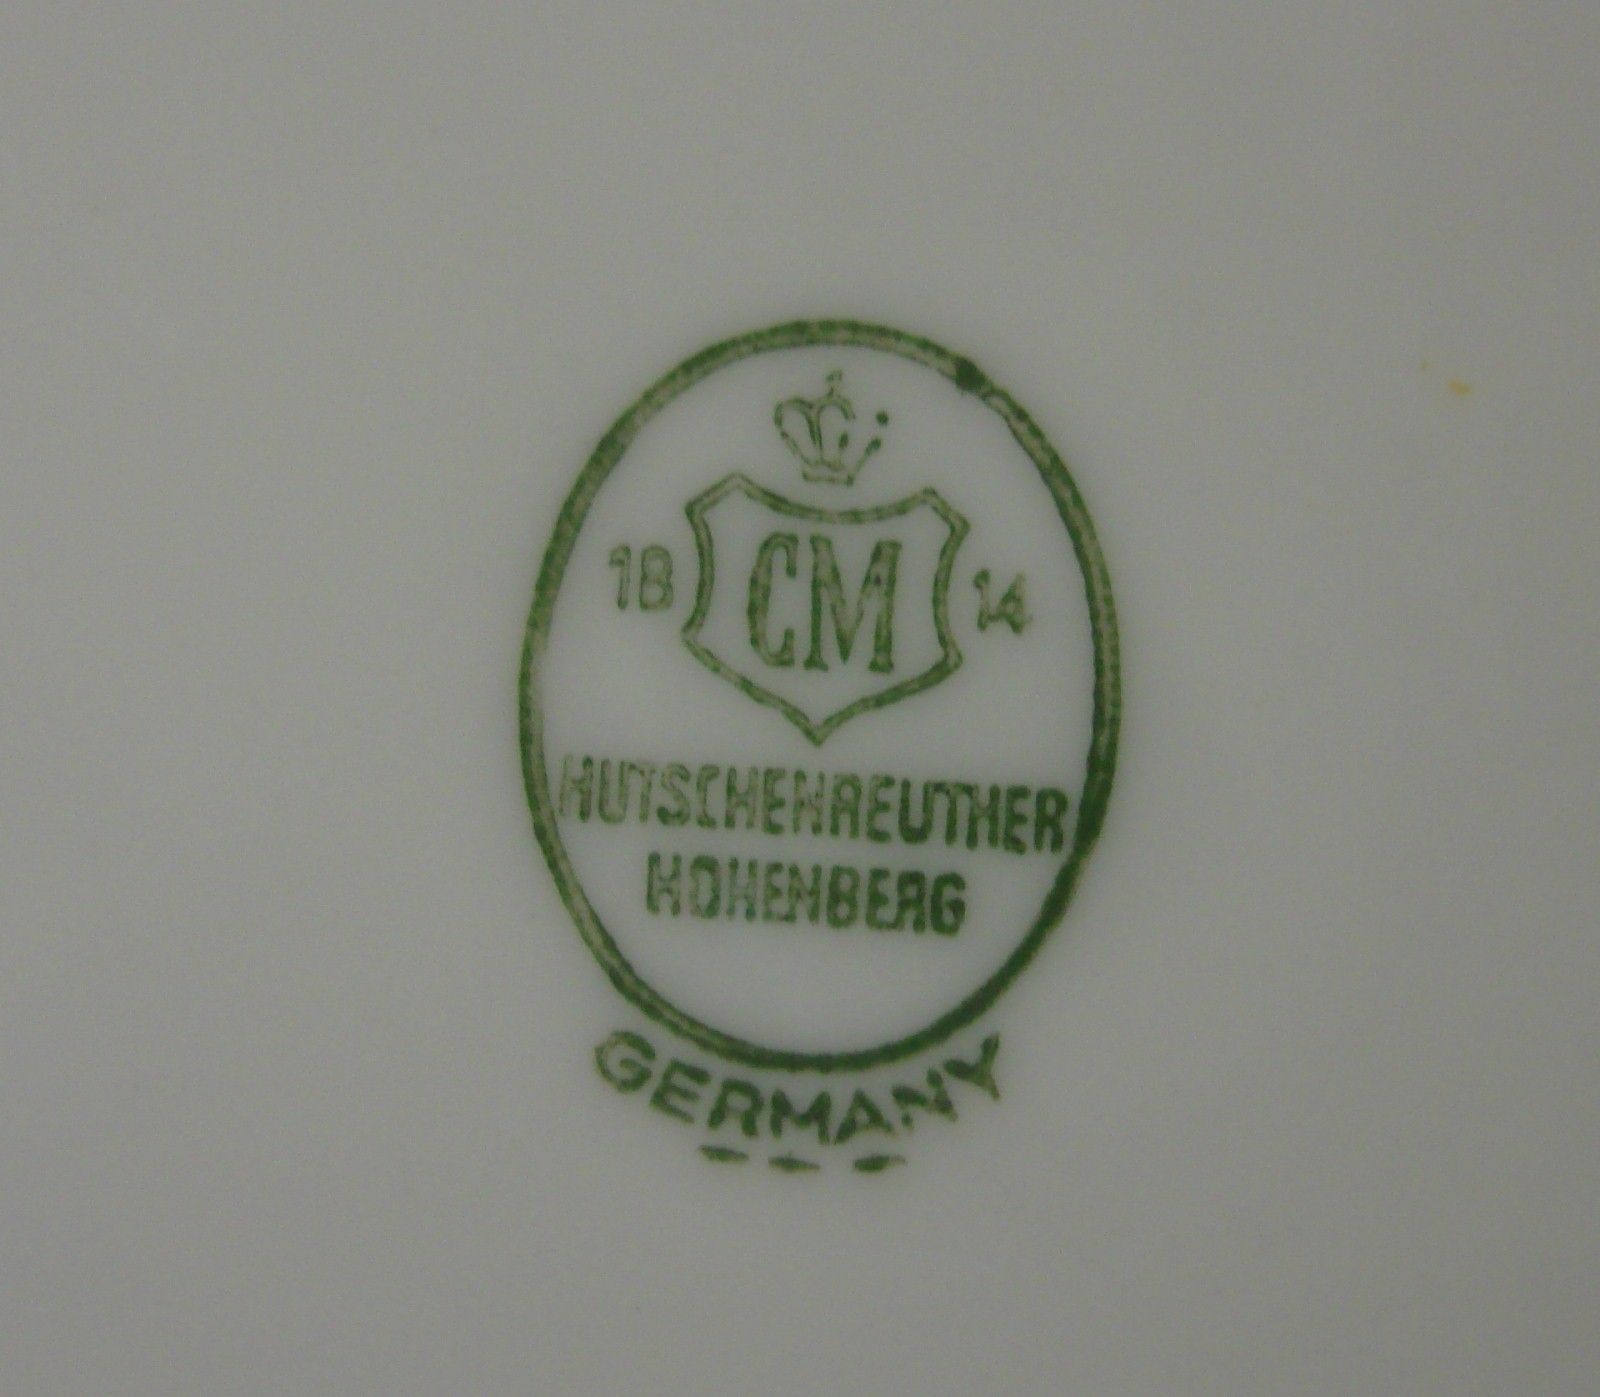 18 CM 14
HUTSCHENREUTHER
HOHENBERG
GERMANY